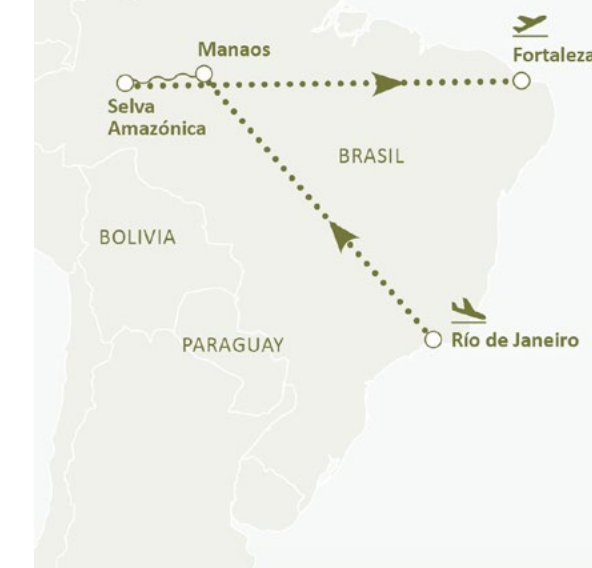 Manaos
Fortaleza
Selva
Amazónica
BRASIL
BOLIVIA
PARAGUAY
Río de Janeiro